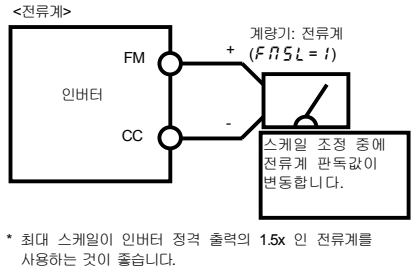 <전류계>
계량기: 전류계
(FMSL = 1)
FM
+
인버터
CC
-
스케일 조정 중에
전류계 판독값이
변동합니다.
* 최대 스케일이 인버터 정격 출력의 1.5x 인 전류계를
사용하는 것이 좋습니다.